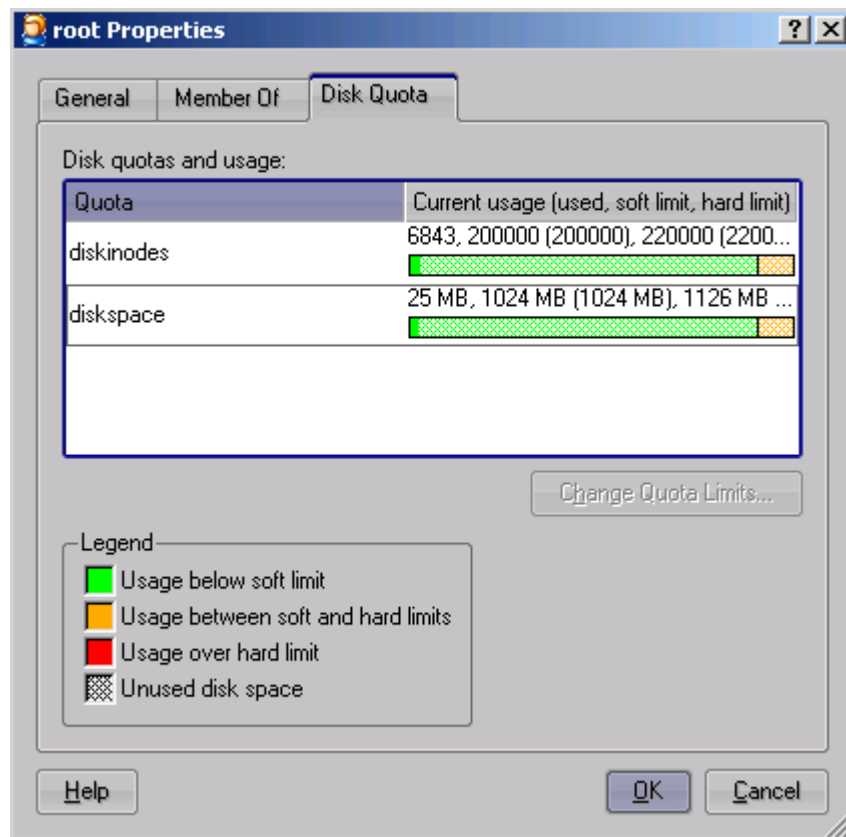 root Properties
General Member Of Disk Quota
Disk quotas and usage:
Quota Current usage (used, soft limit, hard limit)
diskinodes 6843, 200000 (200000), 220000 (2200...
diskspace 25 MB, 1024 MB (1024 MB), 1126 MB ...
Change Quota Limits...
Legend
Usage below soft limit
Usage between soft and hard limits
Usage over hard limit
Unused disk space
Help OK Cancel